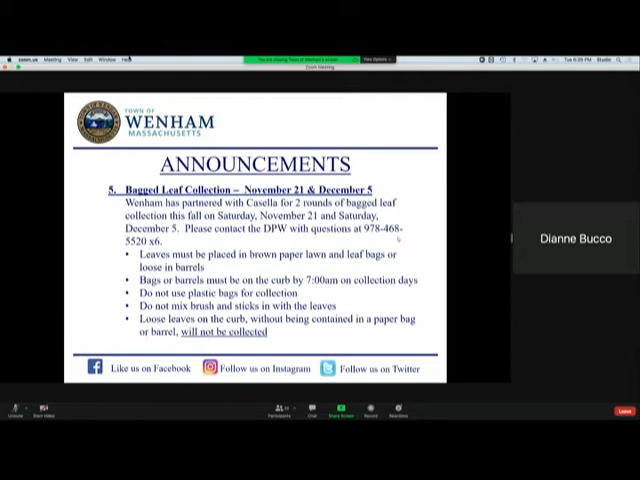 zoom.us Meeting View Edit Window Help
You are viewing Town of Wenham's screen View Options
Tue 6:39 PM Studio
Zoom Meeting
TOWN OF
WENHAM
MASSACHUSETTS
ANNOUNCEMENTS
5. Bagged Leaf Collection – November 21 & December 5
Wenham has partnered with Casella for 2 rounds of bagged leaf
collection this fall on Saturday, November 21 and Saturday,
December 5. Please contact the DPW with questions at 978-468-
5520 x6.
• Leaves must be placed in brown paper lawn and leaf bags or
loose in barrels
• Bags or barrels must be on the curb by 7:00am on collection days
• Do not use plastic bags for collection
• Do not mix brush and sticks in with the leaves
• Loose leaves on the curb, without being contained in a paper bag
or barrel, will not be collected
Like us on Facebook Follow us on Instagram Follow us on Twitter
Dianne Bucco
Unmute Start Video Participants Chat Share Screen Record Reactions Leave